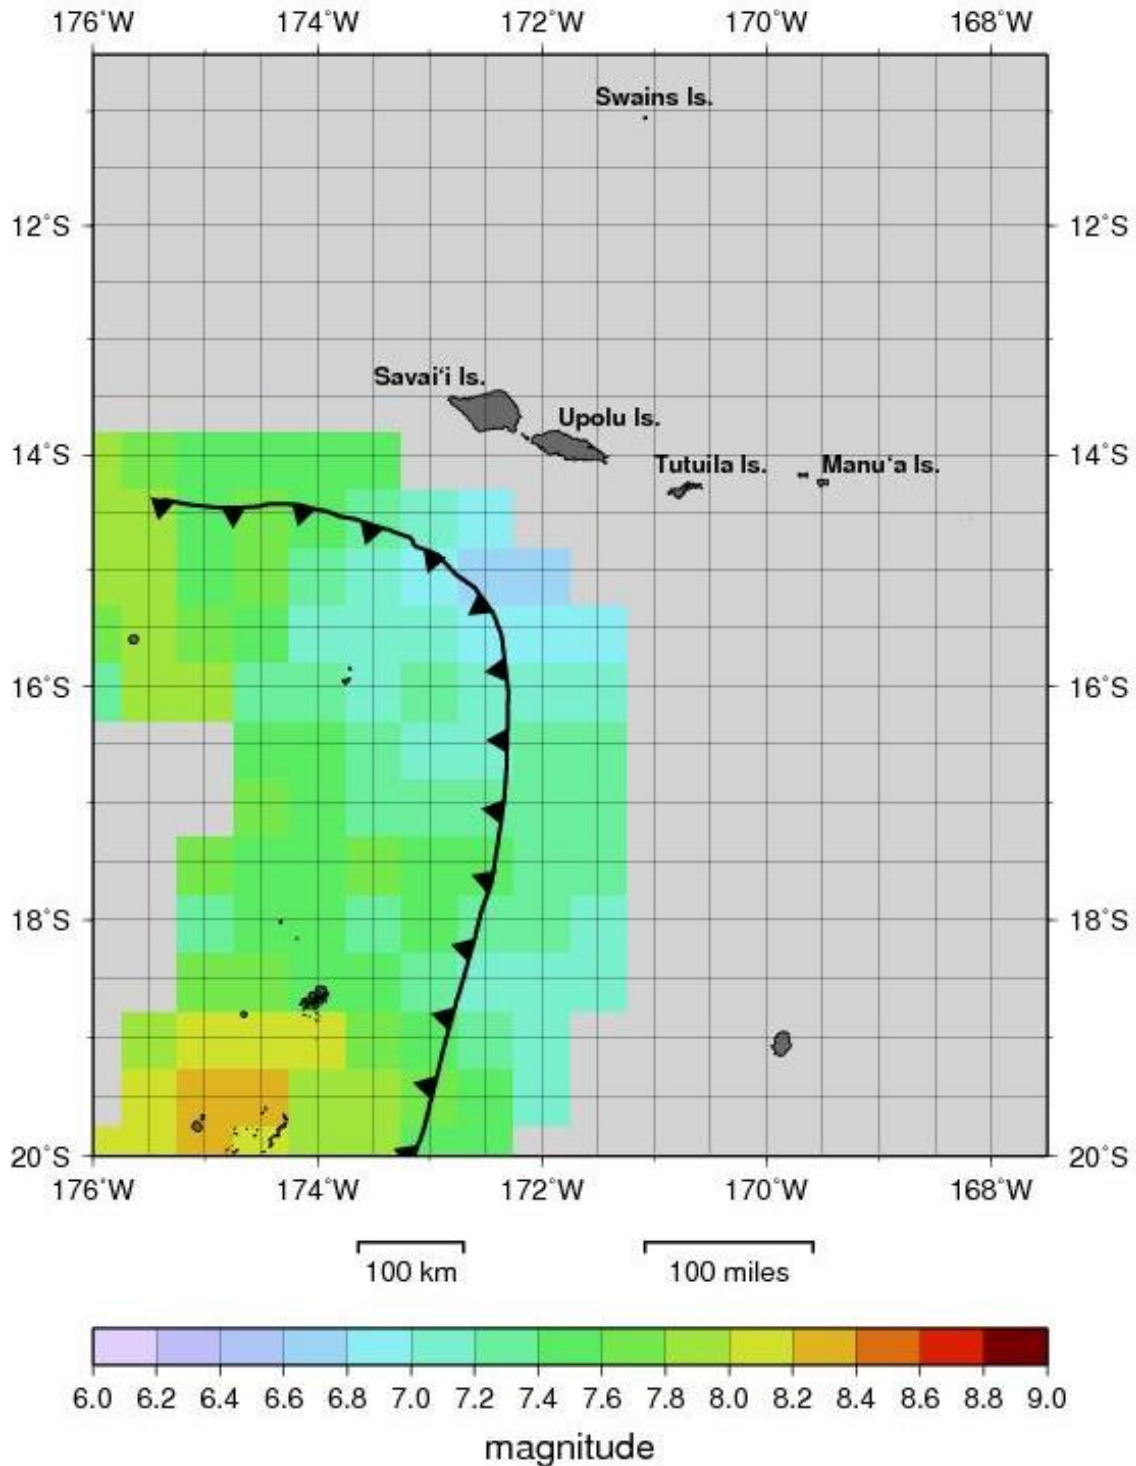 176°W 174°W 172°W 170°W 168°W
Swains Is.
12°S 12°S
Savaiʻi Is.
Upolu Is.
14°S Tutuila Is. Manuʻa Is. 14°S
16°S 16°S
18°S 18°S
20°S 20°S
176°W 174°W 172°W 170°W 168°W
100 km 100 miles
6.0 6.2 6.4 6.6 6.8 7.0 7.2 7.4 7.6 7.8 8.0 8.2 8.4 8.6 8.8 9.0
magnitude